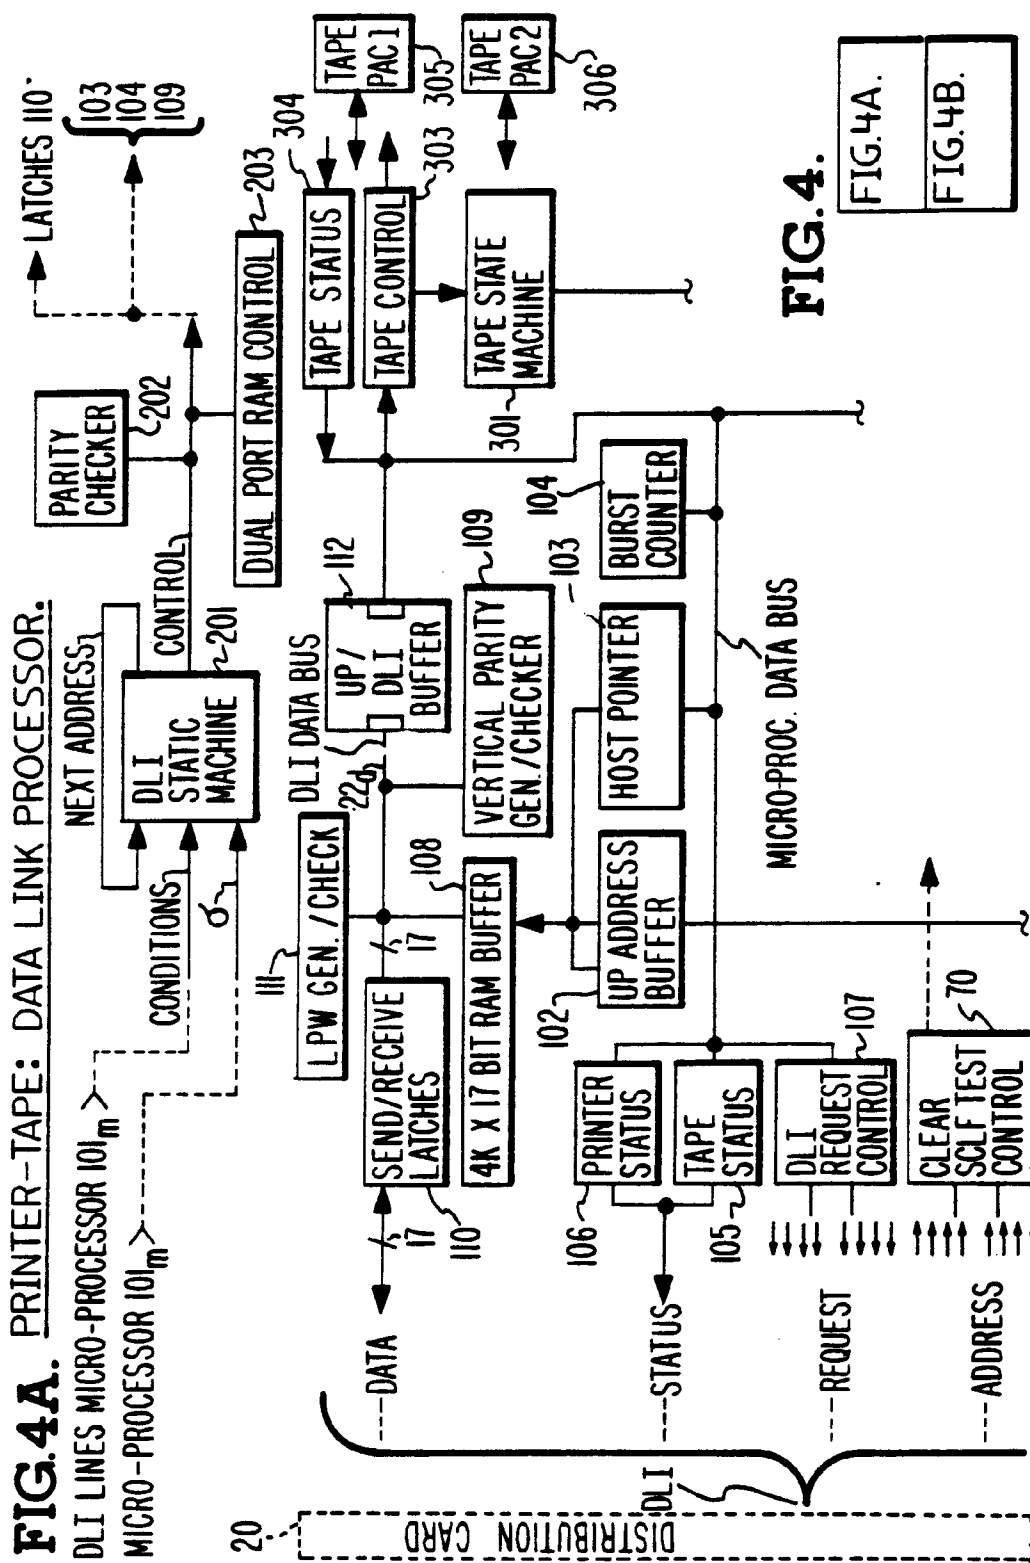 FIG.4A. PRINTER-TAPE: DATA LINK PROCESSOR.
DLI LINES MICRO-PROCESSOR 101m
MICRO-PROCESSOR 101m
CONDITIONS
NEXT ADDRESS
DLI
STATIC
MACHINE
201
CONTROL
PARITY
CHECKER
202
LATCHES 110
103
104
109
DUAL PORT RAM CONTROL
203
20
DISTRIBUTION CARD
DLI
DATA
17
SEND/RECEIVE
LATCHES
110
17
111
LPW GEN./CHECK
4K X 17 BIT RAM BUFFER
108
22d
DLI DATA BUS
UP/
DLI
BUFFER
112
VERTICAL PARITY
GEN./CHECKER
109
TAPE STATUS
304
TAPE CONTROL
303
TAPE STATE
MACHINE
301
TAPE
PAC1
305
TAPE
PAC2
306
STATUS
PRINTER
STATUS
106
TAPE
STATUS
105
UP ADDRESS
BUFFER
102
HOST POINTER
103
BURST
COUNTER
104
MICRO-PROC. DATA BUS
REQUEST
DLI
REQUEST
CONTROL
107
ADDRESS
CLEAR
SCLF TEST
CONTROL
70
FIG.4.
FIG.4A.
FIG.4B.